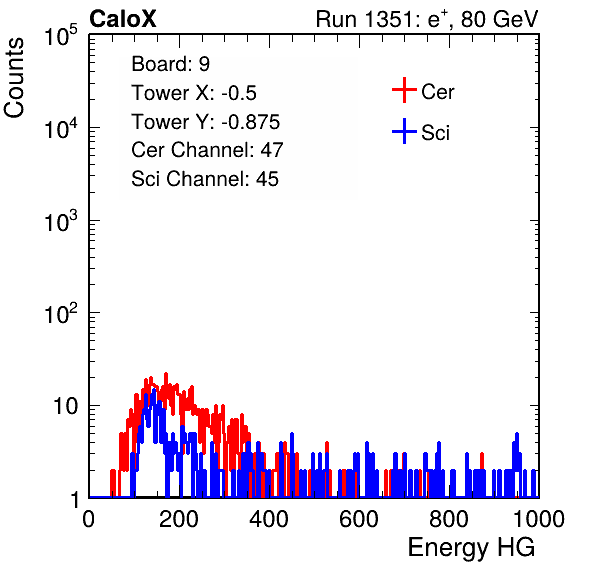 CaloX Run 1351: e⁺, 80 GeV
Counts
10⁵
10⁴
10³
10²
10
1
Board: 9
Tower X: -0.5
Tower Y: -0.875
Cer Channel: 47
Sci Channel: 45
Cer
Sci
0 200 400 600 800 1000
Energy HG